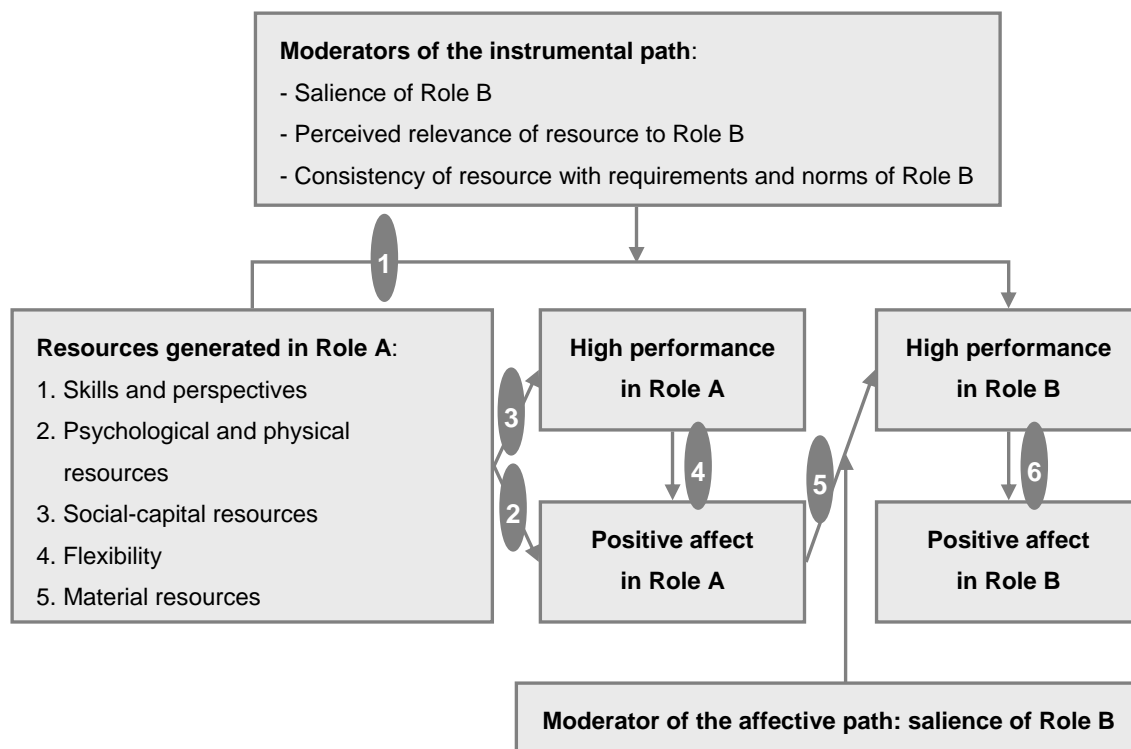 Moderators of the instrumental path:
- Salience of Role B
- Perceived relevance of resource to Role B
- Consistency of resource with requirements and norms of Role B
1
Resources generated in Role A:
1. Skills and perspectives
2. Psychological and physical
resources
3. Social-capital resources
4. Flexibility
5. Material resources
3
2
High performance
in Role A
4
Positive affect
in Role A
5
High performance
in Role B
6
Positive affect
in Role B
Moderator of the affective path: salience of Role B